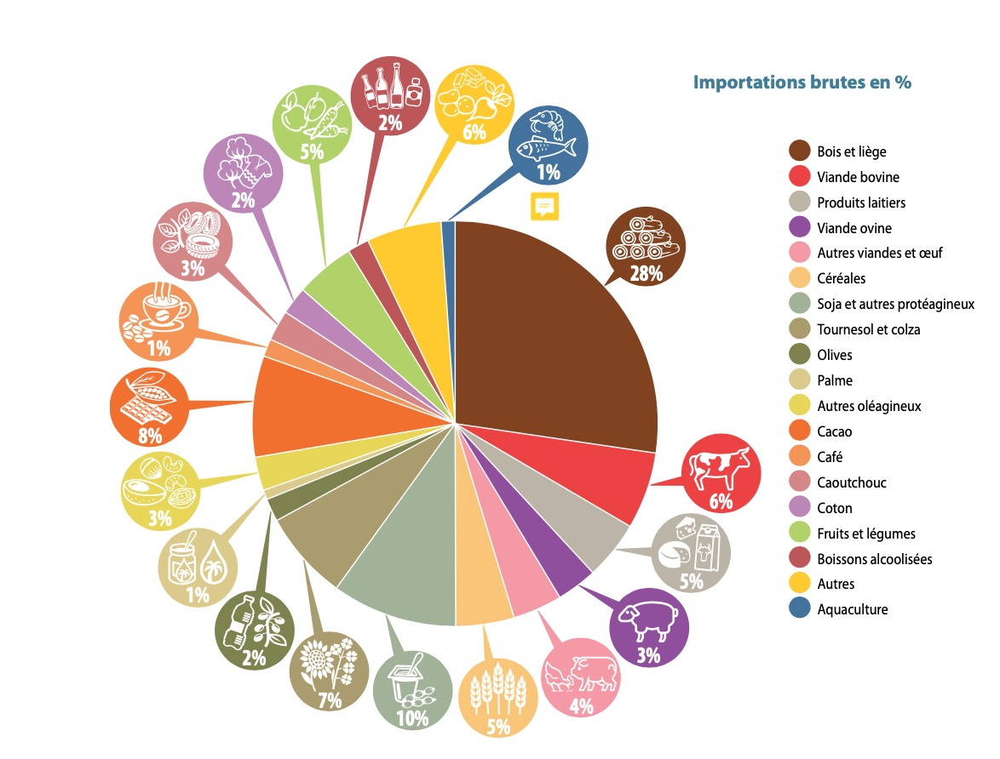 Importations brutes en %
2%
6%
5%
1%
2%
3%
28%
1%
8%
6%
3%
5%
1%
3%
2%
4%
7%
10%
5%
Bois et liège
Viande bovine
Produits laitiers
Viande ovine
Autres viandes et œuf
Céréales
Soja et autres protéagineux
Tournesol et colza
Olives
Palme
Autres oléagineux
Cacao
Café
Caoutchouc
Coton
Fruits et légumes
Boissons alcoolisées
Autres
Aquaculture